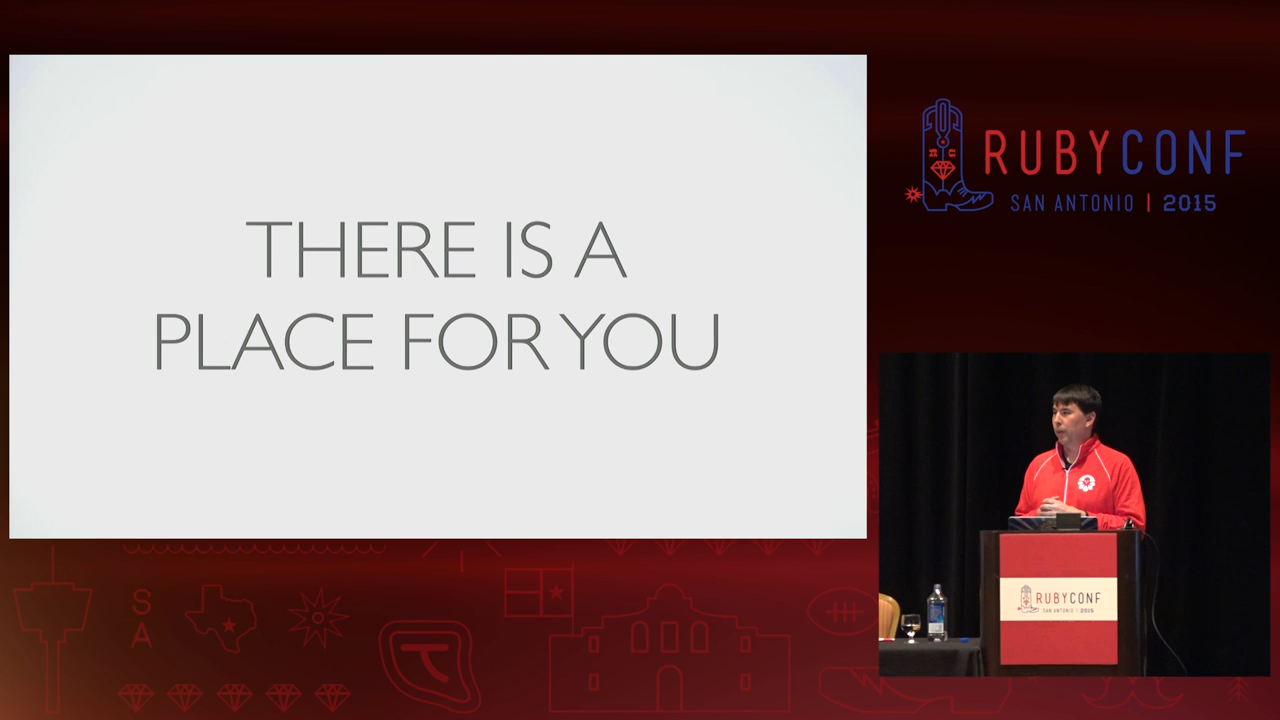 THERE IS A
PLACE FOR YOU
RUBYCONF
SAN ANTONIO | 2015
RUBYCONF
SAN ANTONIO | 2015
S
A